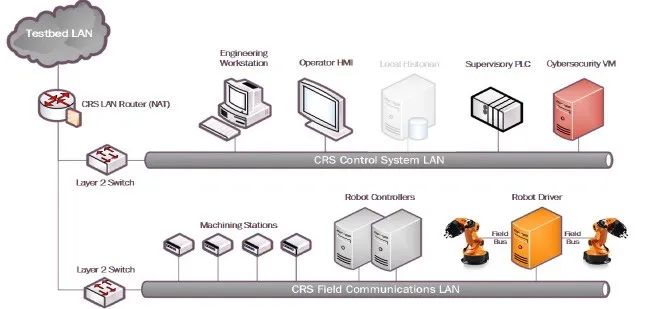 Testbed LAN
Engineering
Workstation
Operator HMI
Local Historian
Supervisory PLC
Cybersecurity VM
CRS LAN Router (NAT)
CRS Control System LAN
Layer 2 Switch
Machining Stations
Robot Controllers
Robot Driver
Field
Bus
Field
Bus
Layer 2 Switch
CRS Field Communications LAN